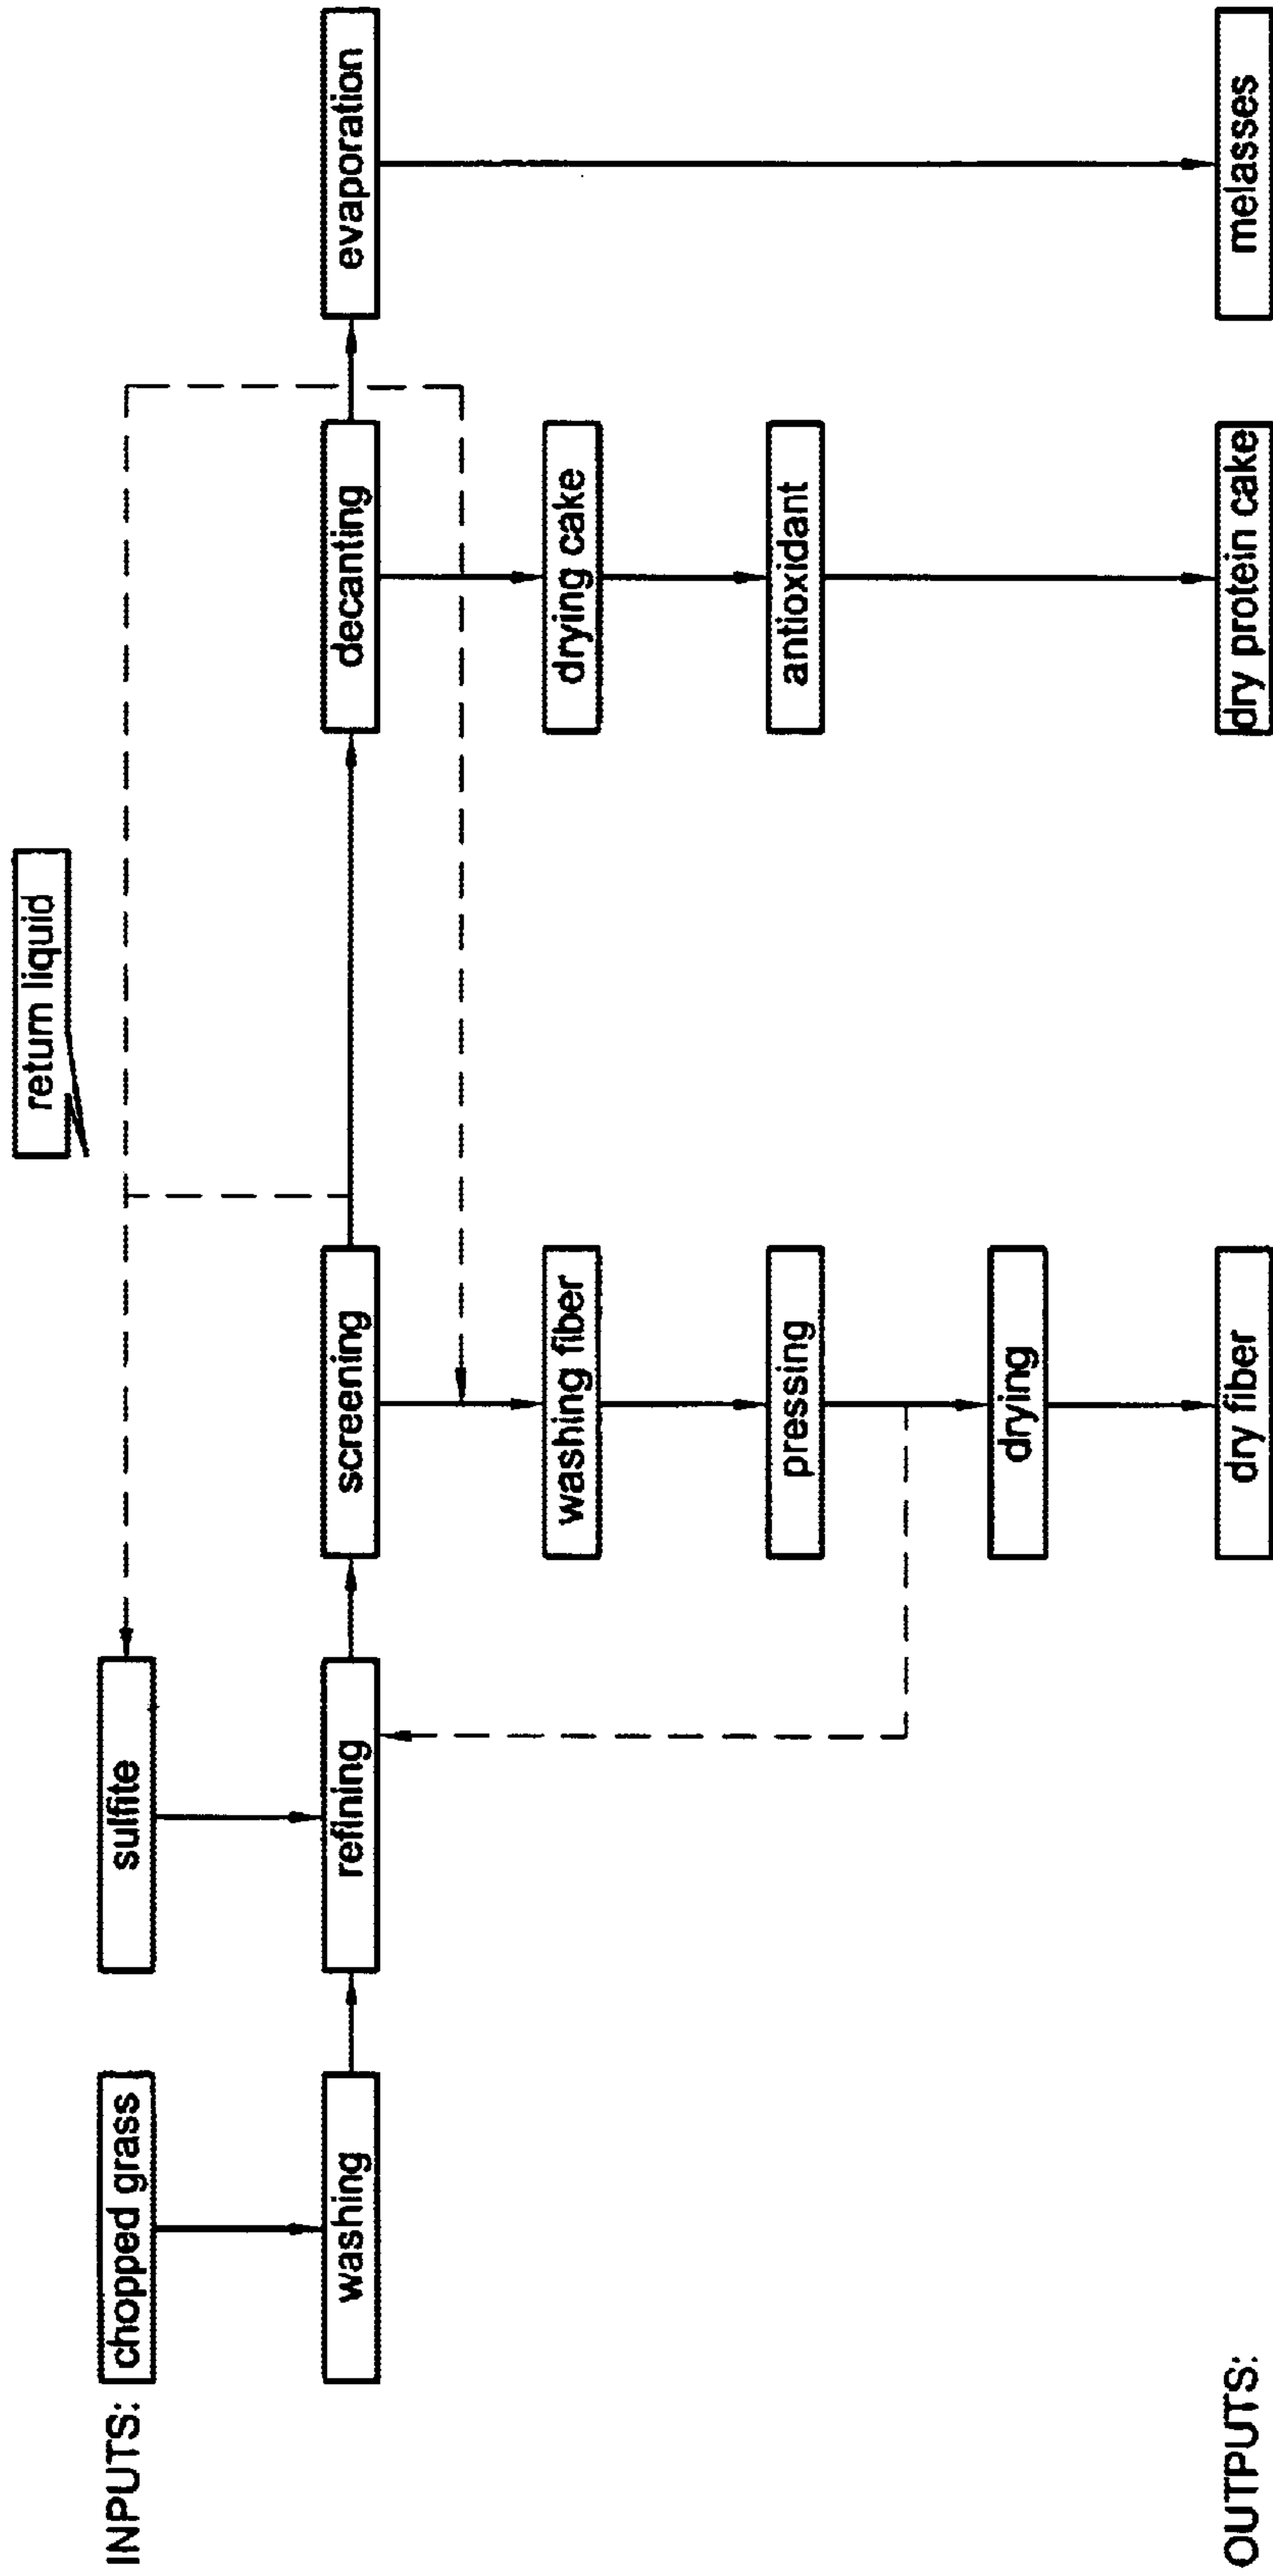 return liquid
INPUTS:
chopped grass
sulfite
washing
refining
screening
decanting
evaporation
washing fiber
drying cake
pressing
antioxidant
drying
OUTPUTS:
dry fiber
dry protein cake
melasses